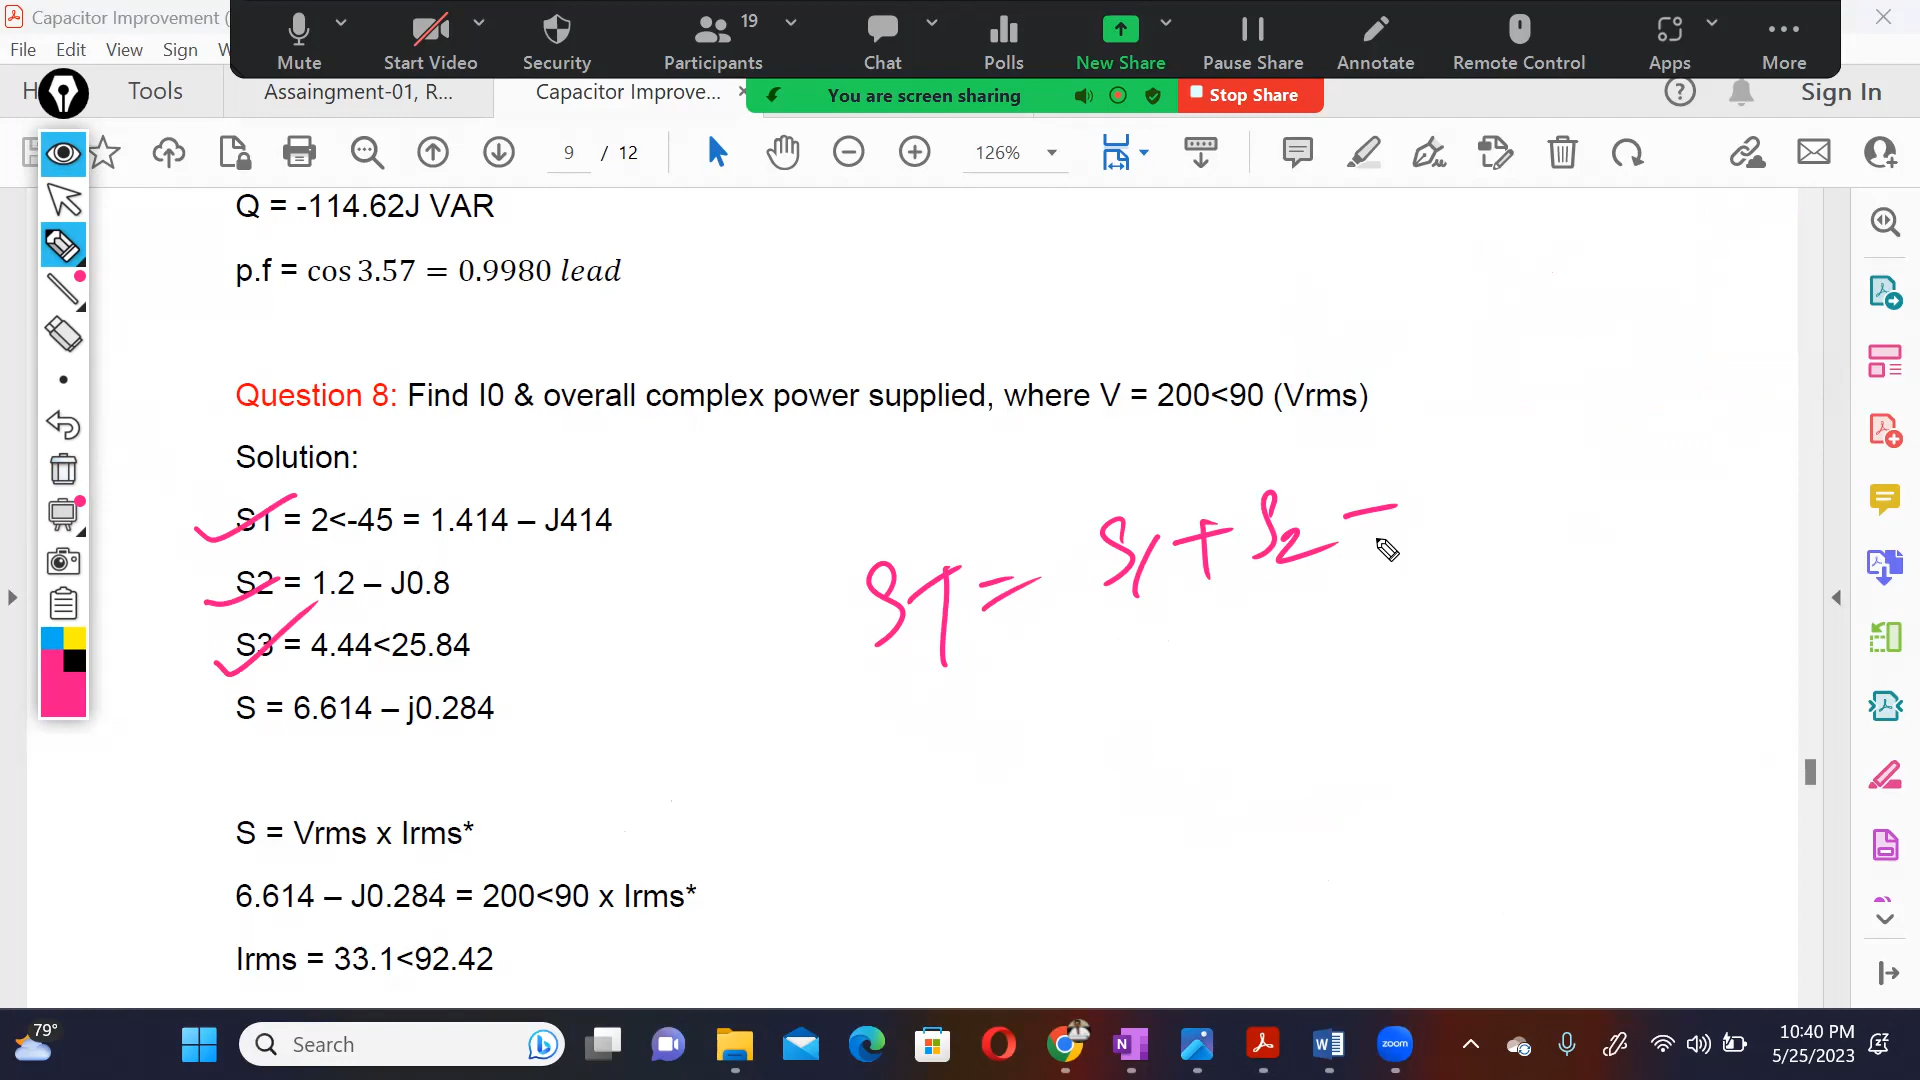 Capacitor Improvement (
File Edit View Sign W
Mute
Start Video
Security
19
Participants
Chat
Polls
New Share
Pause Share
Annotate
Remote Control
Apps
More
You are screen sharing
Stop Share
H Tools Assaingment-01, R... Capacitor Improve... × Sign In
9 / 12 126%
Q = -114.62J VAR
p.f = cos 3.57 = 0.9980 lead
Question 8: Find I0 & overall complex power supplied, where V = 200<90 (Vrms)
Solution:
S1 = 2<-45 = 1.414 – J414
S2 = 1.2 – J0.8
S3 = 4.44<25.84
S = 6.614 – j0.284
ST = S1 + S2 –
S = Vrms x Irms*
6.614 – J0.284 = 200<90 x Irms*
Irms = 33.1<92.42
79°
Search
zoom
10:40 PM
5/25/2023